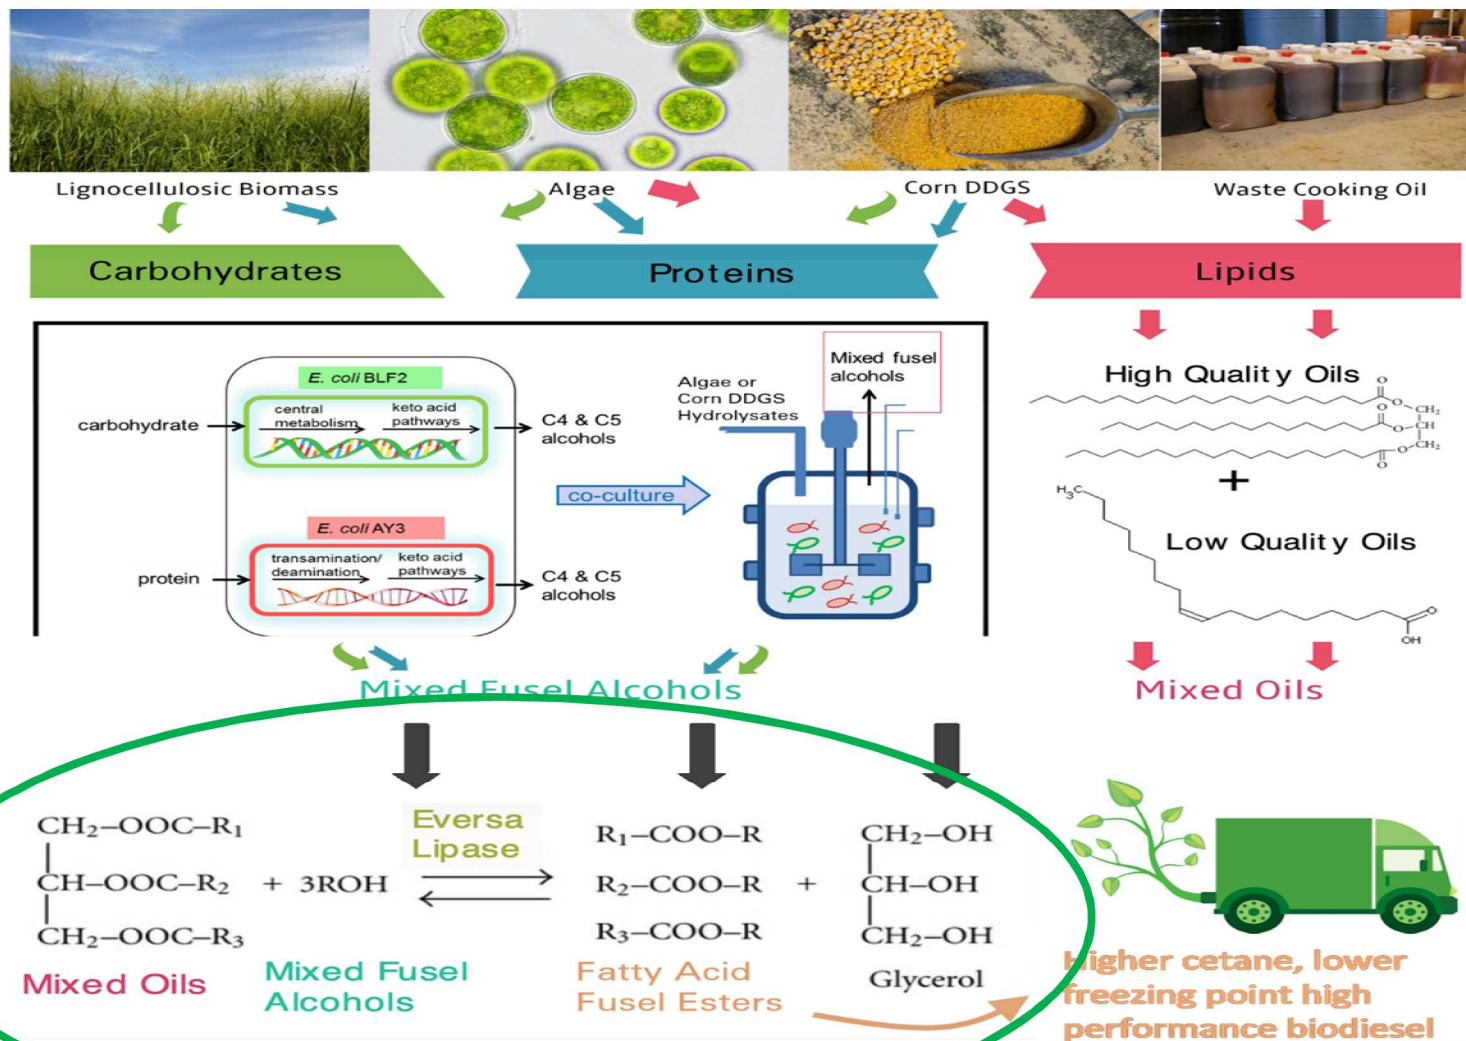 Lignocellulosic Biomass
Algae
Corn DDGS
Waste Cooking Oil
Carbohydrates
Proteins
Lipids
E. coli BLF2
carbohydrate
central
metabolism
keto acid
pathways
C4 & C5
alcohols
E. coli AY3
protein
transamination/
deamination
keto acid
pathways
C4 & C5
alcohols
co-culture
Algae or
Corn DDGS
Hydrolysates
Mixed fusel
alcohols
High Quality Oils
O
O
CH₂
O
O
CH
O
CH₂
O
+
H₃C
Low Quality Oils
O
OH
Mixed Fusel Alcohols
Mixed Oils
CH₂–OOC–R₁
CH–OOC–R₂
CH₂–OOC–R₃
+ 3ROH
Eversa
Lipase
R₁–COO–R
R₂–COO–R
R₃–COO–R
+
CH₂–OH
CH–OH
CH₂–OH
Mixed Oils
Mixed Fusel
Alcohols
Fatty Acid
Fusel Esters
Glycerol
Higher cetane, lower
freezing point high
performance biodiesel